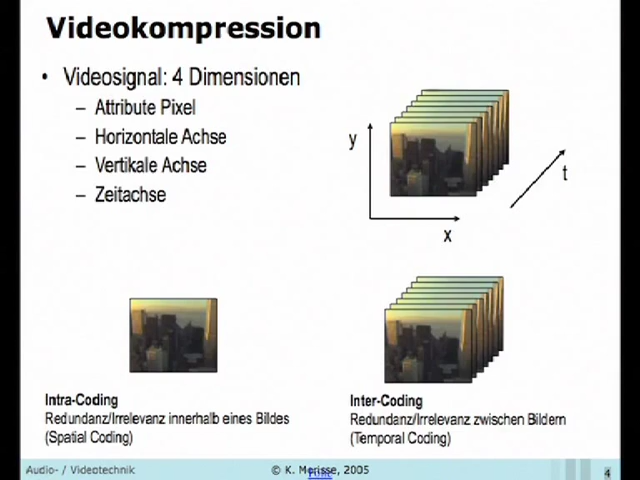 Videokompression
• Videosignal: 4 Dimensionen
– Attribute Pixel
– Horizontale Achse
– Vertikale Achse
– Zeitachse
y
t
x
Intra-Coding
Redundanz/Irrelevanz innerhalb eines Bildes
(Spatial Coding)
Inter-Coding
Redundanz/Irrelevanz zwischen Bildern
(Temporal Coding)
Audio- / Videotechnik
© K. Morisse, 2005
4